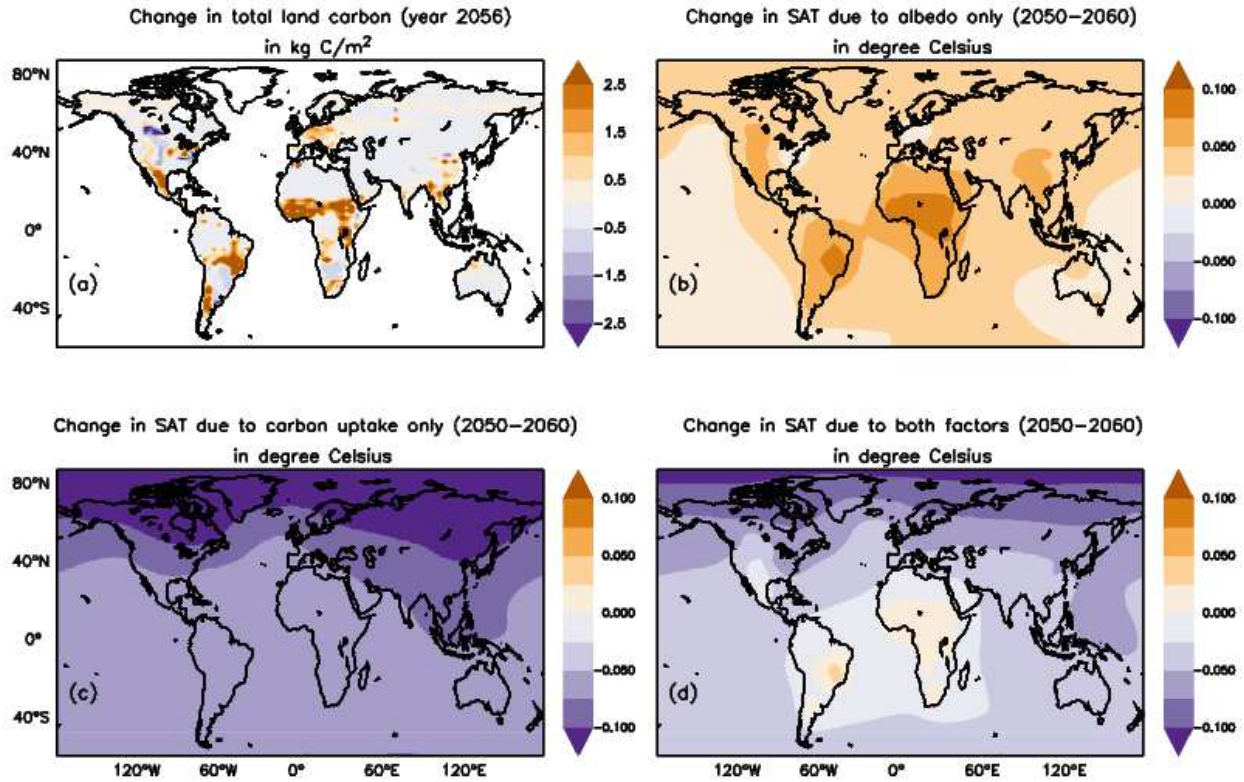 Change in total land carbon (year 2056)
in kg C/m²
80°N
40°N
0°
40°S
(a)
2.5
1.5
0.5
−0.5
−1.5
−2.5
Change in SAT due to albedo only (2050−2060)
in degree Celsius
(b)
0.100
0.050
0.000
−0.050
−0.100
Change in SAT due to carbon uptake only (2050−2060)
in degree Celsius
80°N
40°N
0°
40°S
(c)
120°W 60°W 0° 60°E 120°E
0.100
0.050
0.000
−0.050
−0.100
Change in SAT due to both factors (2050−2060)
in degree Celsius
(d)
120°W 60°W 0° 60°E 120°E
0.100
0.050
0.000
−0.050
−0.100